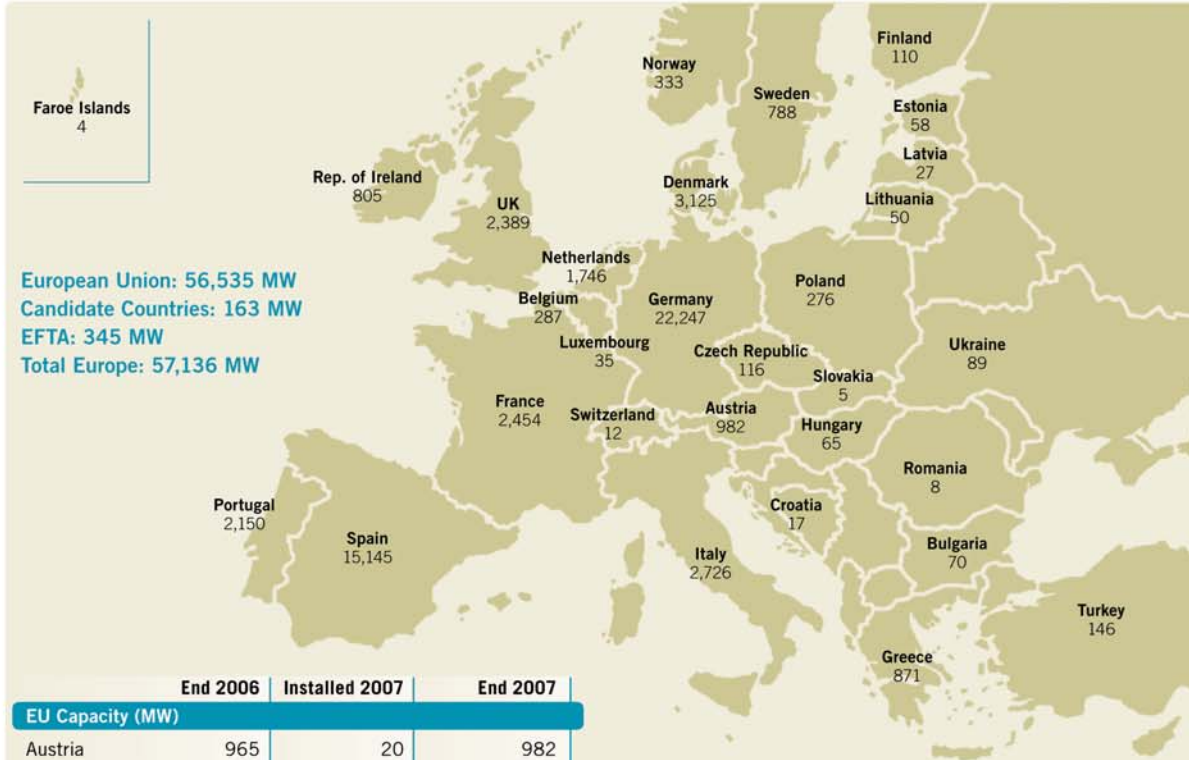 Faroe Islands
4
Norway
333
Sweden
788
Finland
110
Estonia
58
Latvia
27
Lithuania
50
Rep. of Ireland
805
UK
2,389
Denmark
3,125
Netherlands
1,746
Belgium
287
Germany
22,247
Poland
276
Luxembourg
35
Czech Republic
116
Ukraine
89
Slovakia
5
France
2,454
Switzerland
12
Austria
982
Hungary
65
Romania
8
Portugal
2,150
Spain
15,145
Italy
2,726
Croatia
17
Bulgaria
70
Turkey
146
Greece
871
European Union: 56,535 MW
Candidate Countries: 163 MW
EFTA: 345 MW
Total Europe: 57,136 MW
End 2006 Installed 2007 End 2007
EU Capacity (MW)
Austria 965 20 982